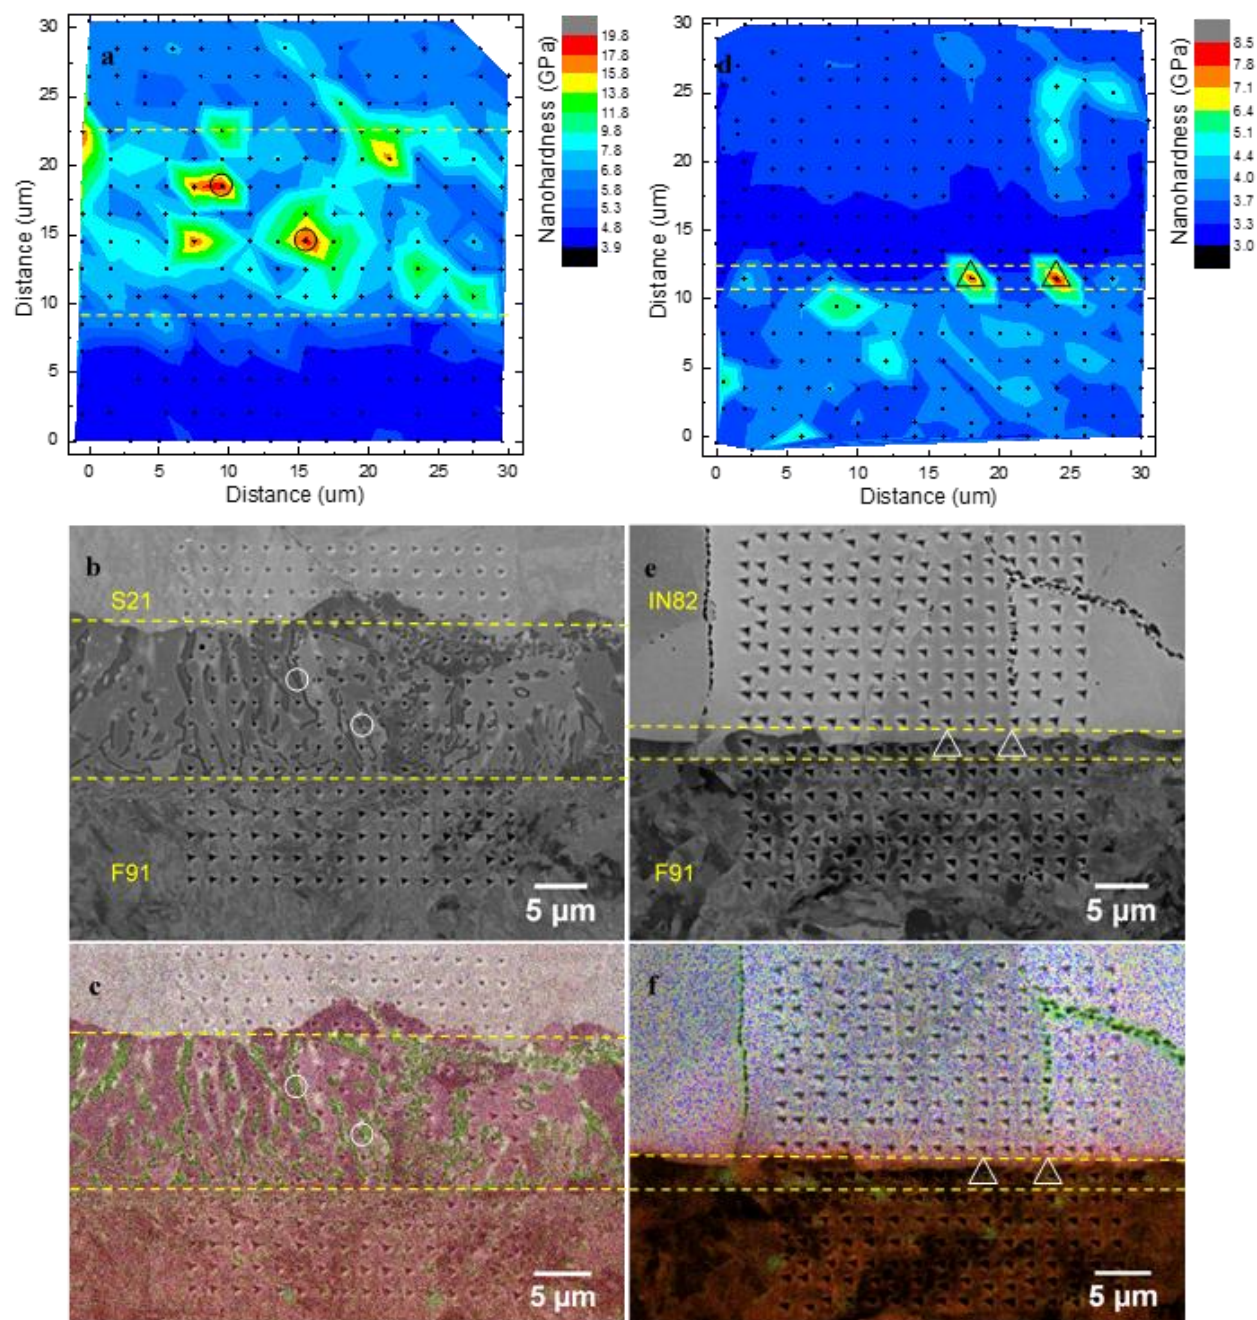 a
30
25
20
15
10
5
0
Distance (um)
0 5 10 15 20 25 30
Distance (um)
Nanohardness (GPa)
19.8
17.8
15.8
13.8
11.8
9.8
7.8
6.8
5.8
4.8
3.9
d
30
25
20
15
10
5
0
Distance (um)
0 5 10 15 20 25 30
Distance (um)
Nanohardness (GPa)
8.5
7.8
7.1
6.4
5.1
4.4
4.0
3.7
3.3
3.0
b
S21
F91
5 µm
e
IN82
F91
5 µm
c
5 µm
f
5 µm